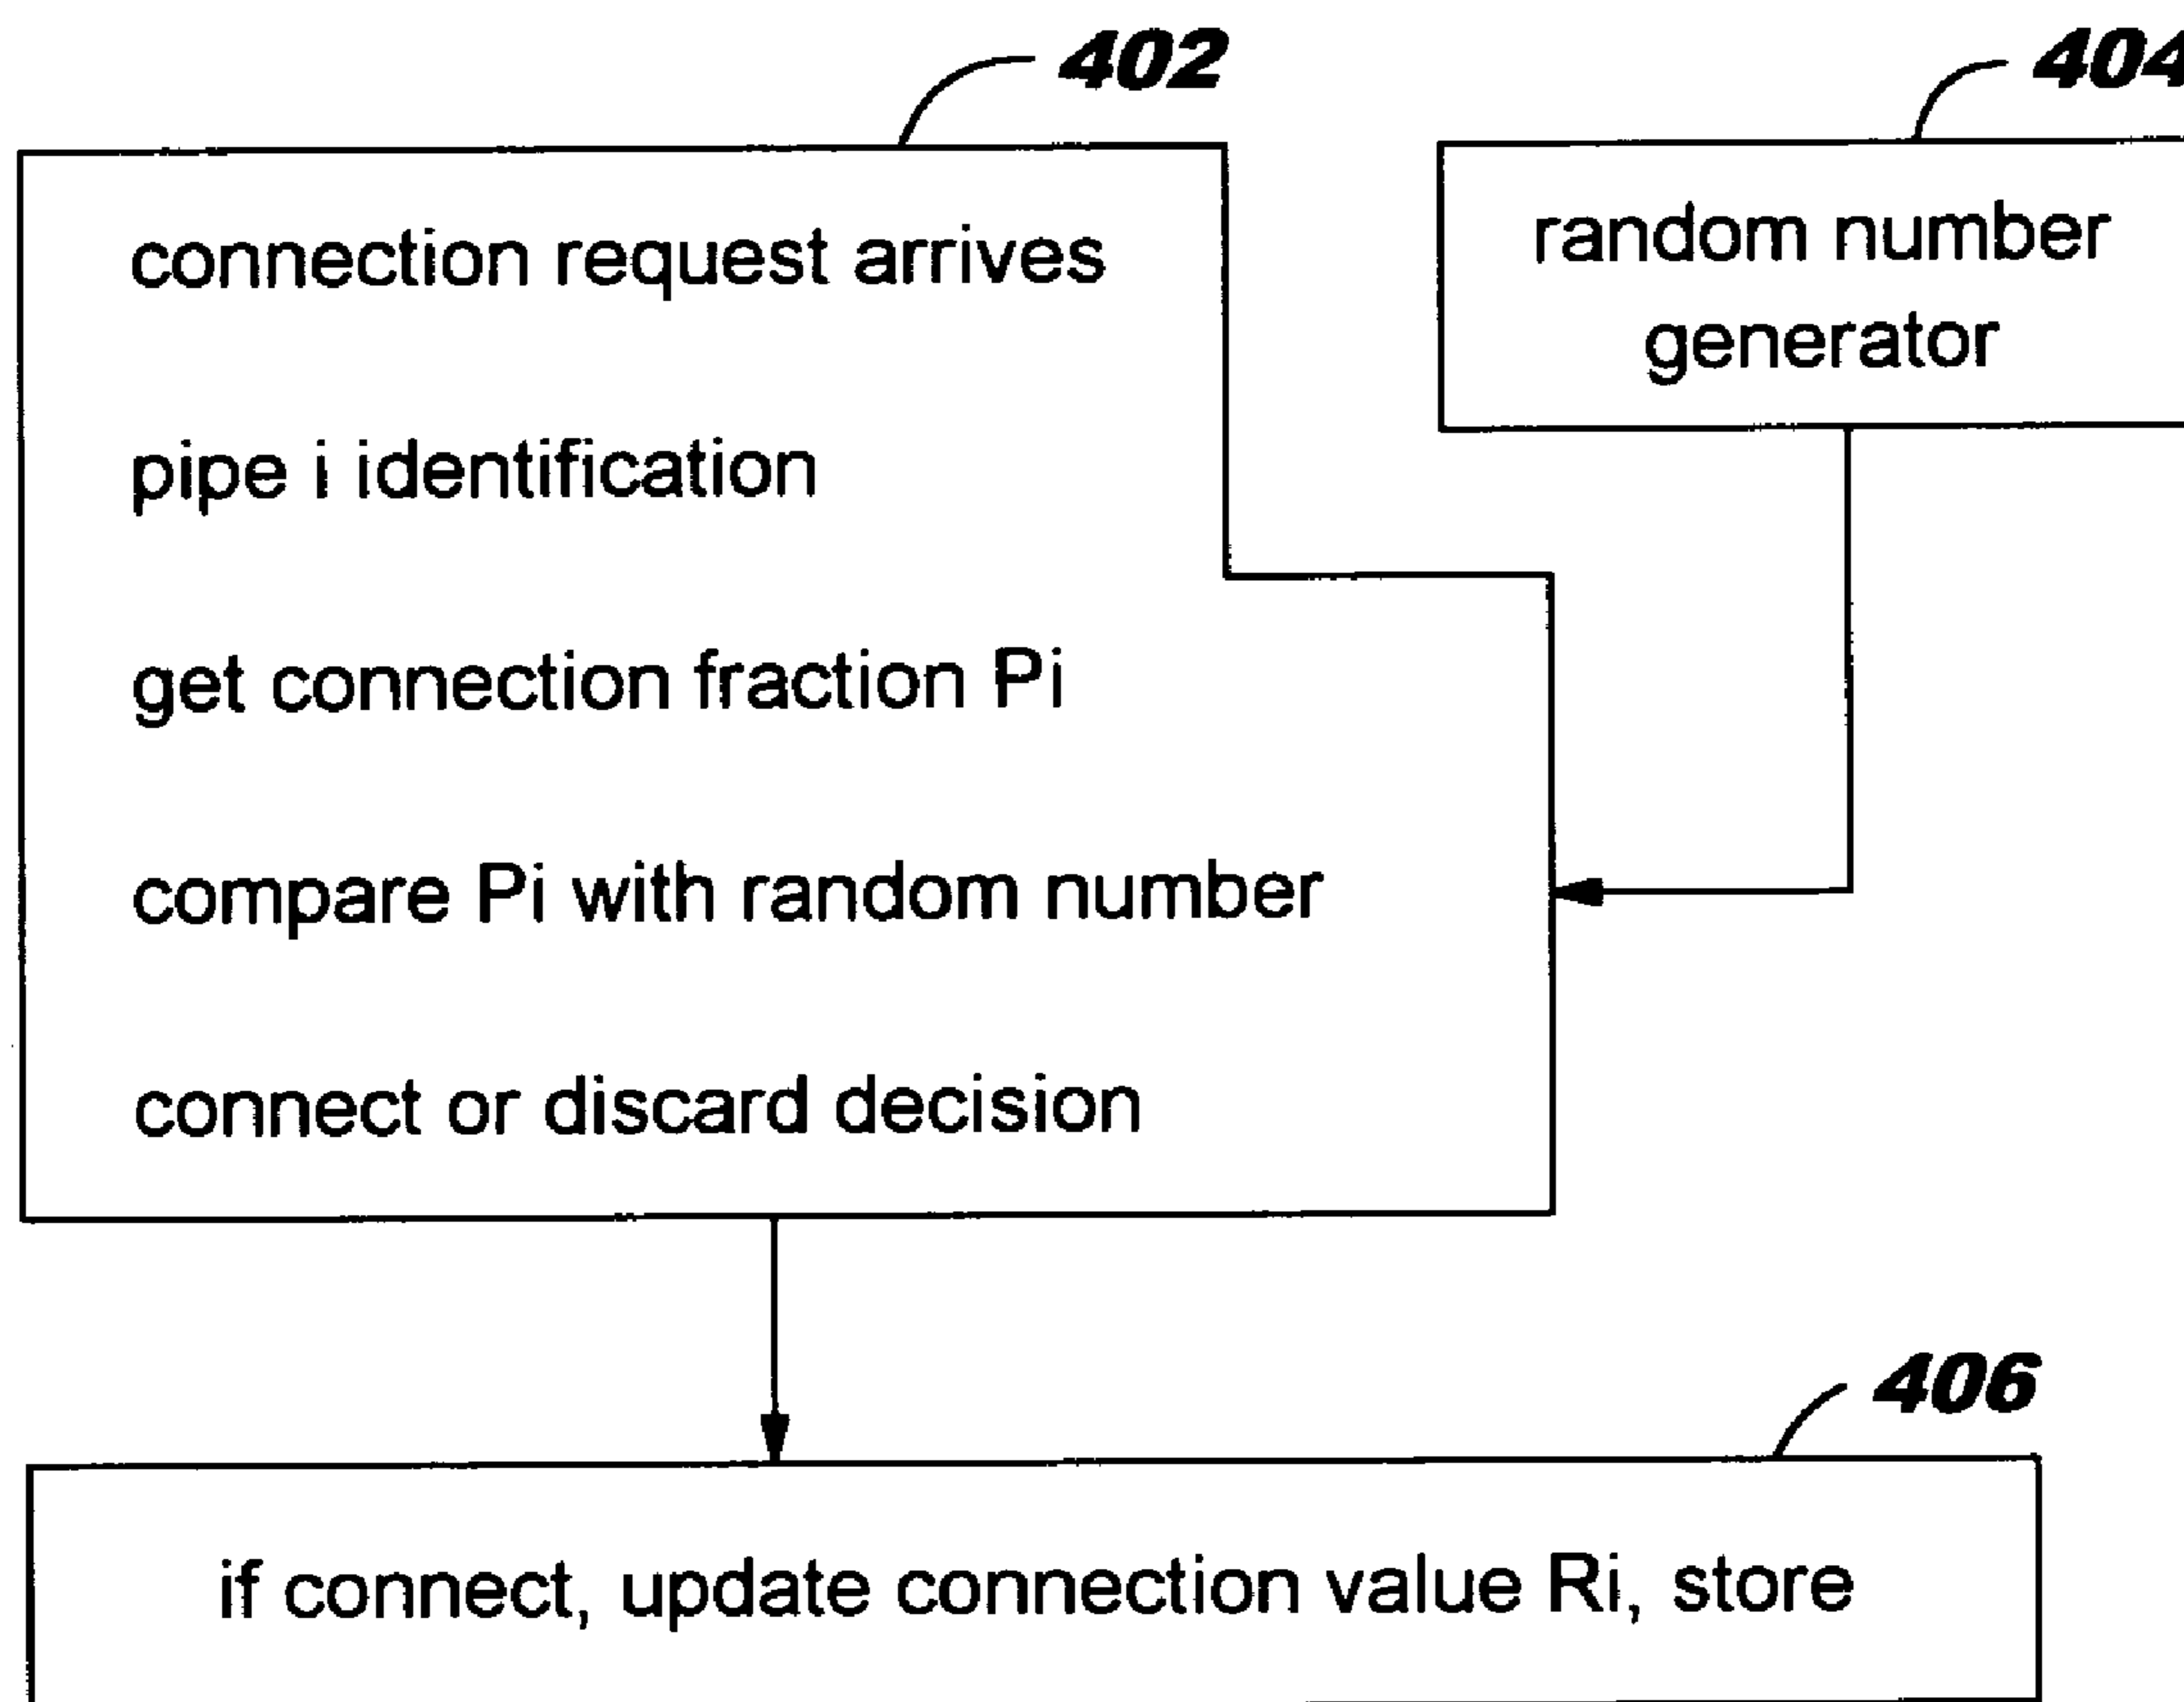 402
404
connection request arrives
random number
generator
pipe i identification
get connection fraction Pi
compare Pi with random number
connect or discard decision
406
if connect, update connection value Ri, store